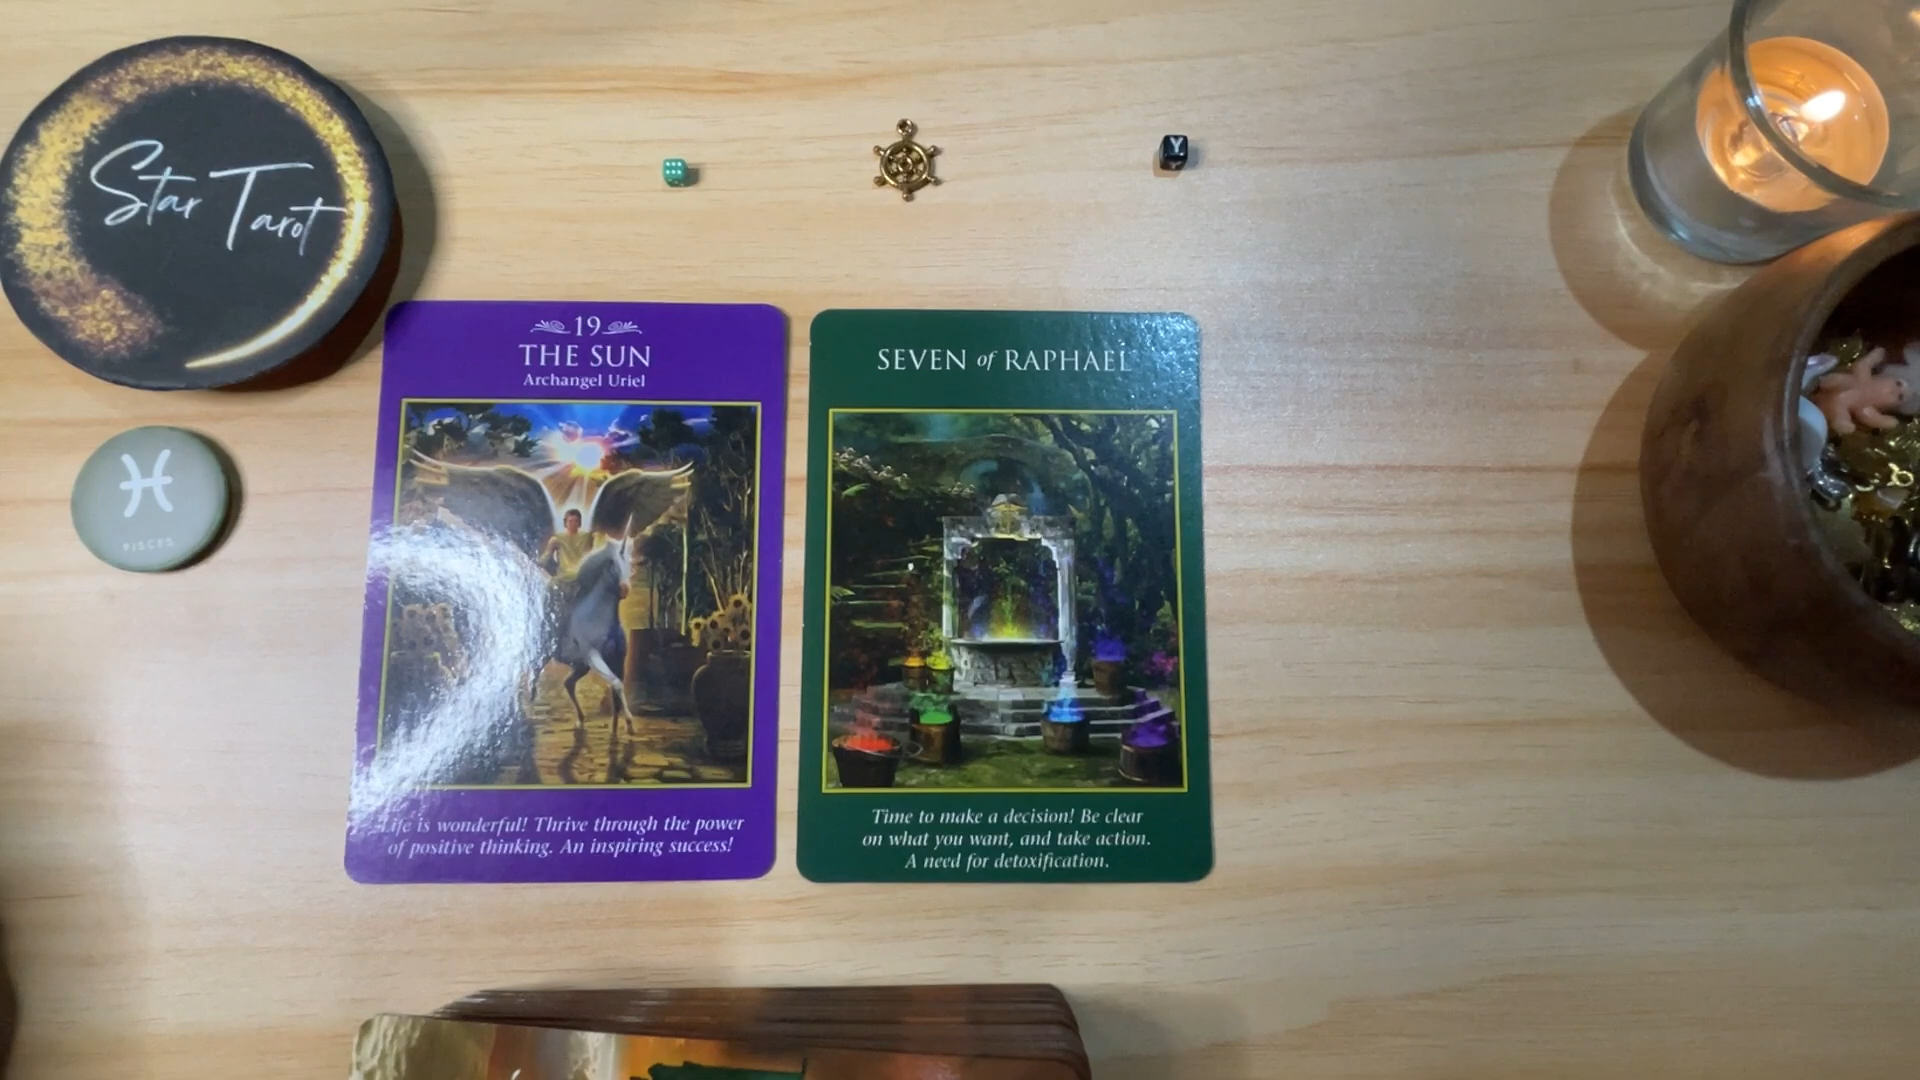 Star Tarot
Y
PISCES
19
THE SUN
Archangel Uriel
Life is wonderful! Thrive through the power
of positive thinking. An inspiring success!
SEVEN of RAPHAEL
Time to make a decision! Be clear
on what you want, and take action.
A need for detoxification.